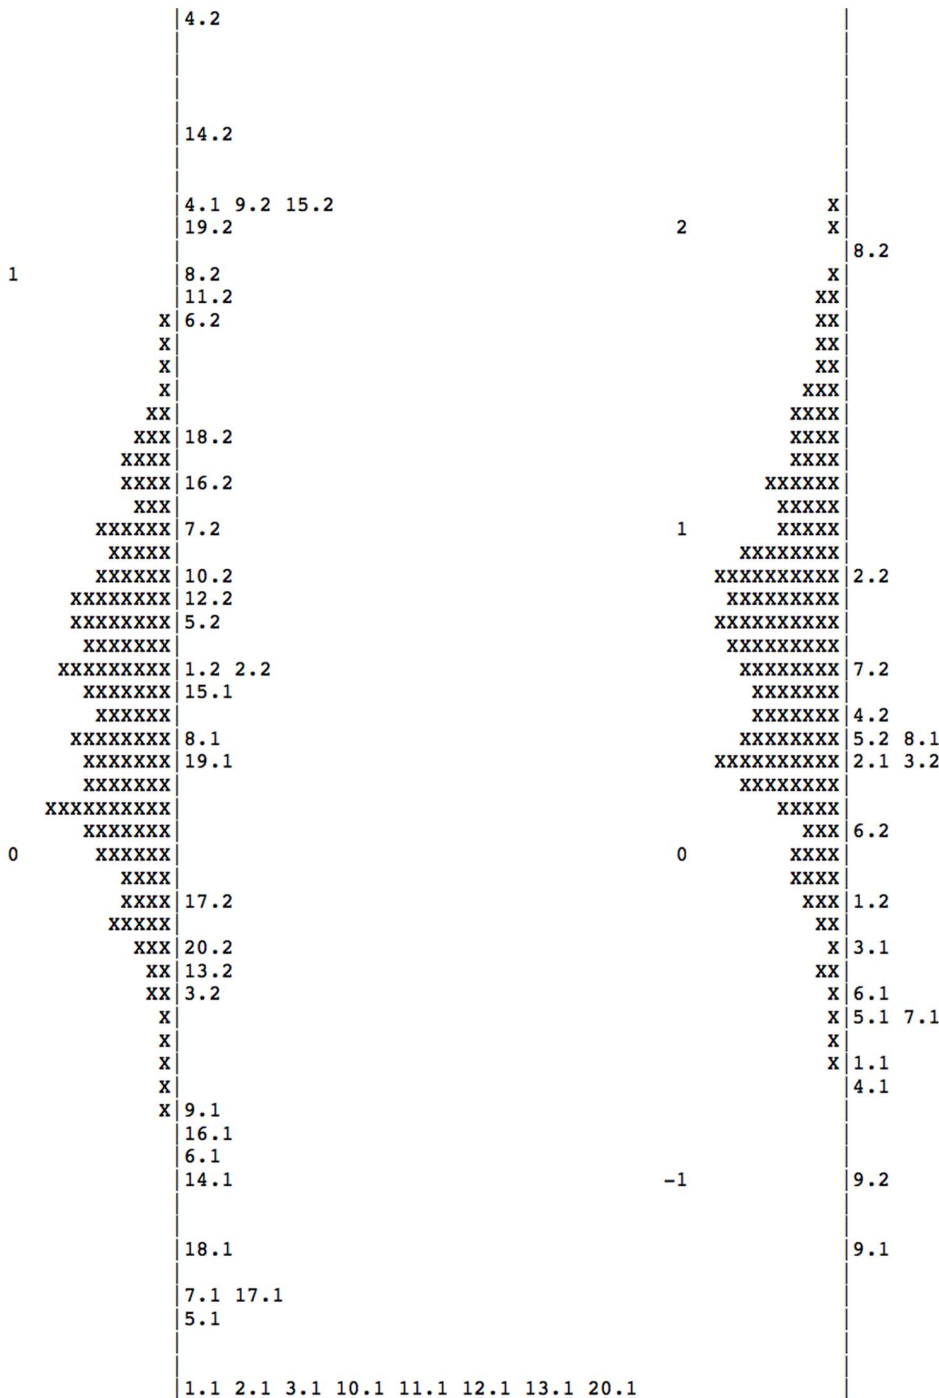 |4.2 |
|14.2 |
|4.1 9.2 15.2 X|
|19.2 2 X|
| |8.2
1 |8.2 X|
|11.2 XX|
X|6.2 XX|
X| XX|
X| XX|
X| XXX|
XX| XXXX|
XXX|18.2 XXXX|
XXXX| XXXX|
XXXX|16.2 XXXXXX|
XXX| XXXXX|
XXXXXX|7.2 1 XXXXX|
XXXXX| XXXXXXXX|
XXXXXX|10.2 XXXXXXXXXX|2.2
XXXXXXXX|12.2 XXXXXXXXX|
XXXXXXXX|5.2 XXXXXXXXXX|
XXXXXXX| XXXXXXXXX|
XXXXXXXXX|1.2 2.2 XXXXXXXX|7.2
XXXXXXX|15.1 XXXXXXX|
XXXXXX| XXXXXXX|4.2
XXXXXXXX|8.1 XXXXXXXX|5.2 8.1
XXXXXXX|19.1 XXXXXXXXXX|2.1 3.2
XXXXXXX| XXXXXXXX|
XXXXXXXXXX| XXXXX|
XXXXXXX| XXX|6.2
0 XXXXXX| 0 XXXX|
XXXX| XXXX|
XXXX|17.2 XXX|1.2
XXXXX| XX|
XXX|20.2 X|3.1
XX|13.2 XX|
XX|3.2 X|6.1
X| X|5.1 7.1
X| X|
X| X|1.1
X| |4.1
X|9.1 |
|16.1 |
|6.1 |
|14.1 -1 |9.2
|18.1 |9.1
|7.1 17.1 |
|5.1 |
|1.1 2.1 3.1 10.1 11.1 12.1 13.1 20.1 |